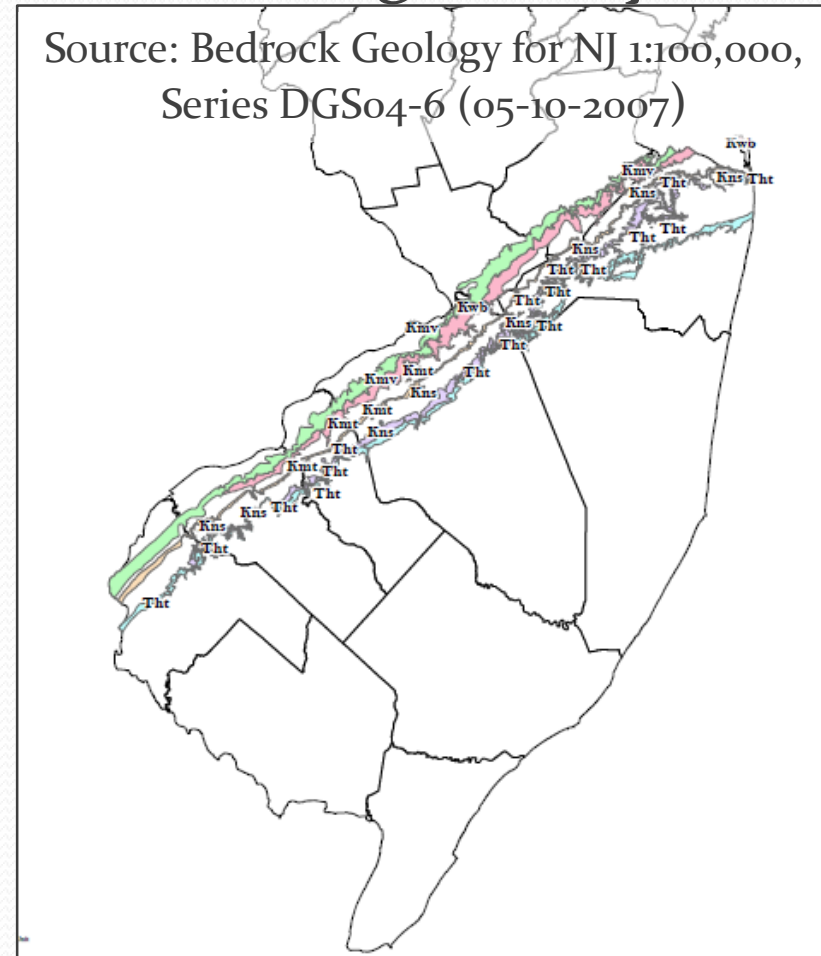 Source: Bedrock Geology for NJ 1:100,000,
Series DGS04-6 (05-10-2007)
Kwb
Kmv
Kns Tht
Tht
Kns
Tht
Tht
Kns
Tht Tht
Tht
Tht
Kwb
Kns Tht
Kmv
Tht
Kmt
Tht
Kmv
Kns
Kmt
Kmt
Kns
Tht
Kmt
Tht
Tht
Tht
Kns
Kns
Tht
Tht